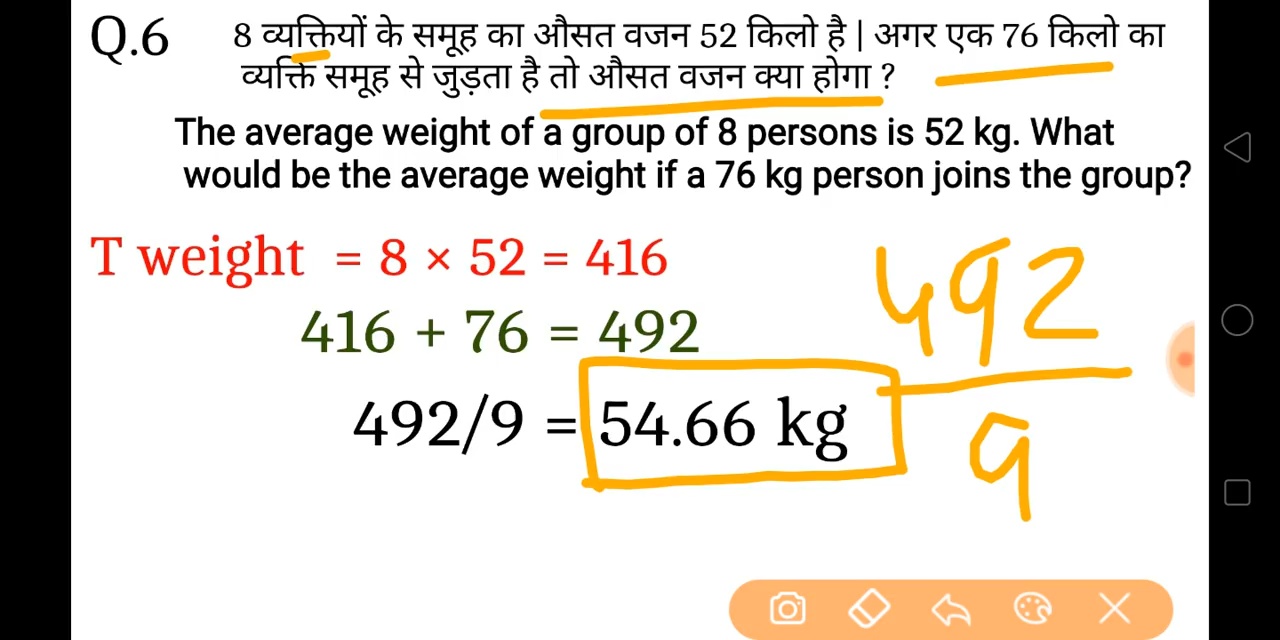 Q.6
8 व्यक्तियों के समूह का औसत वजन 52 किलो है | अगर एक 76 किलो का
व्यक्ति समूह से जुड़ता है तो औसत वजन क्या होगा ?
The average weight of a group of 8 persons is 52 kg. What
would be the average weight if a 76 kg person joins the group?
T weight = 8 × 52 = 416
416 + 76 = 492
492/9 = 54.66 kg
492
9